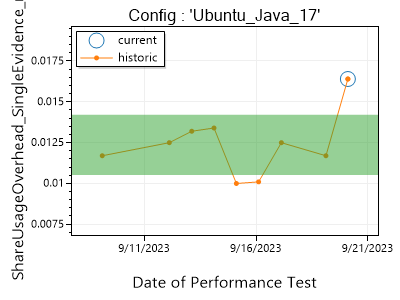 Config : 'Ubuntu_Java_17'
current
historic
ShareUsageOverhead_SingleEvidence_
0.0175
0.015
0.0125
0.01
0.0075
9/11/2023
9/16/2023
9/21/2023
Date of Performance Test